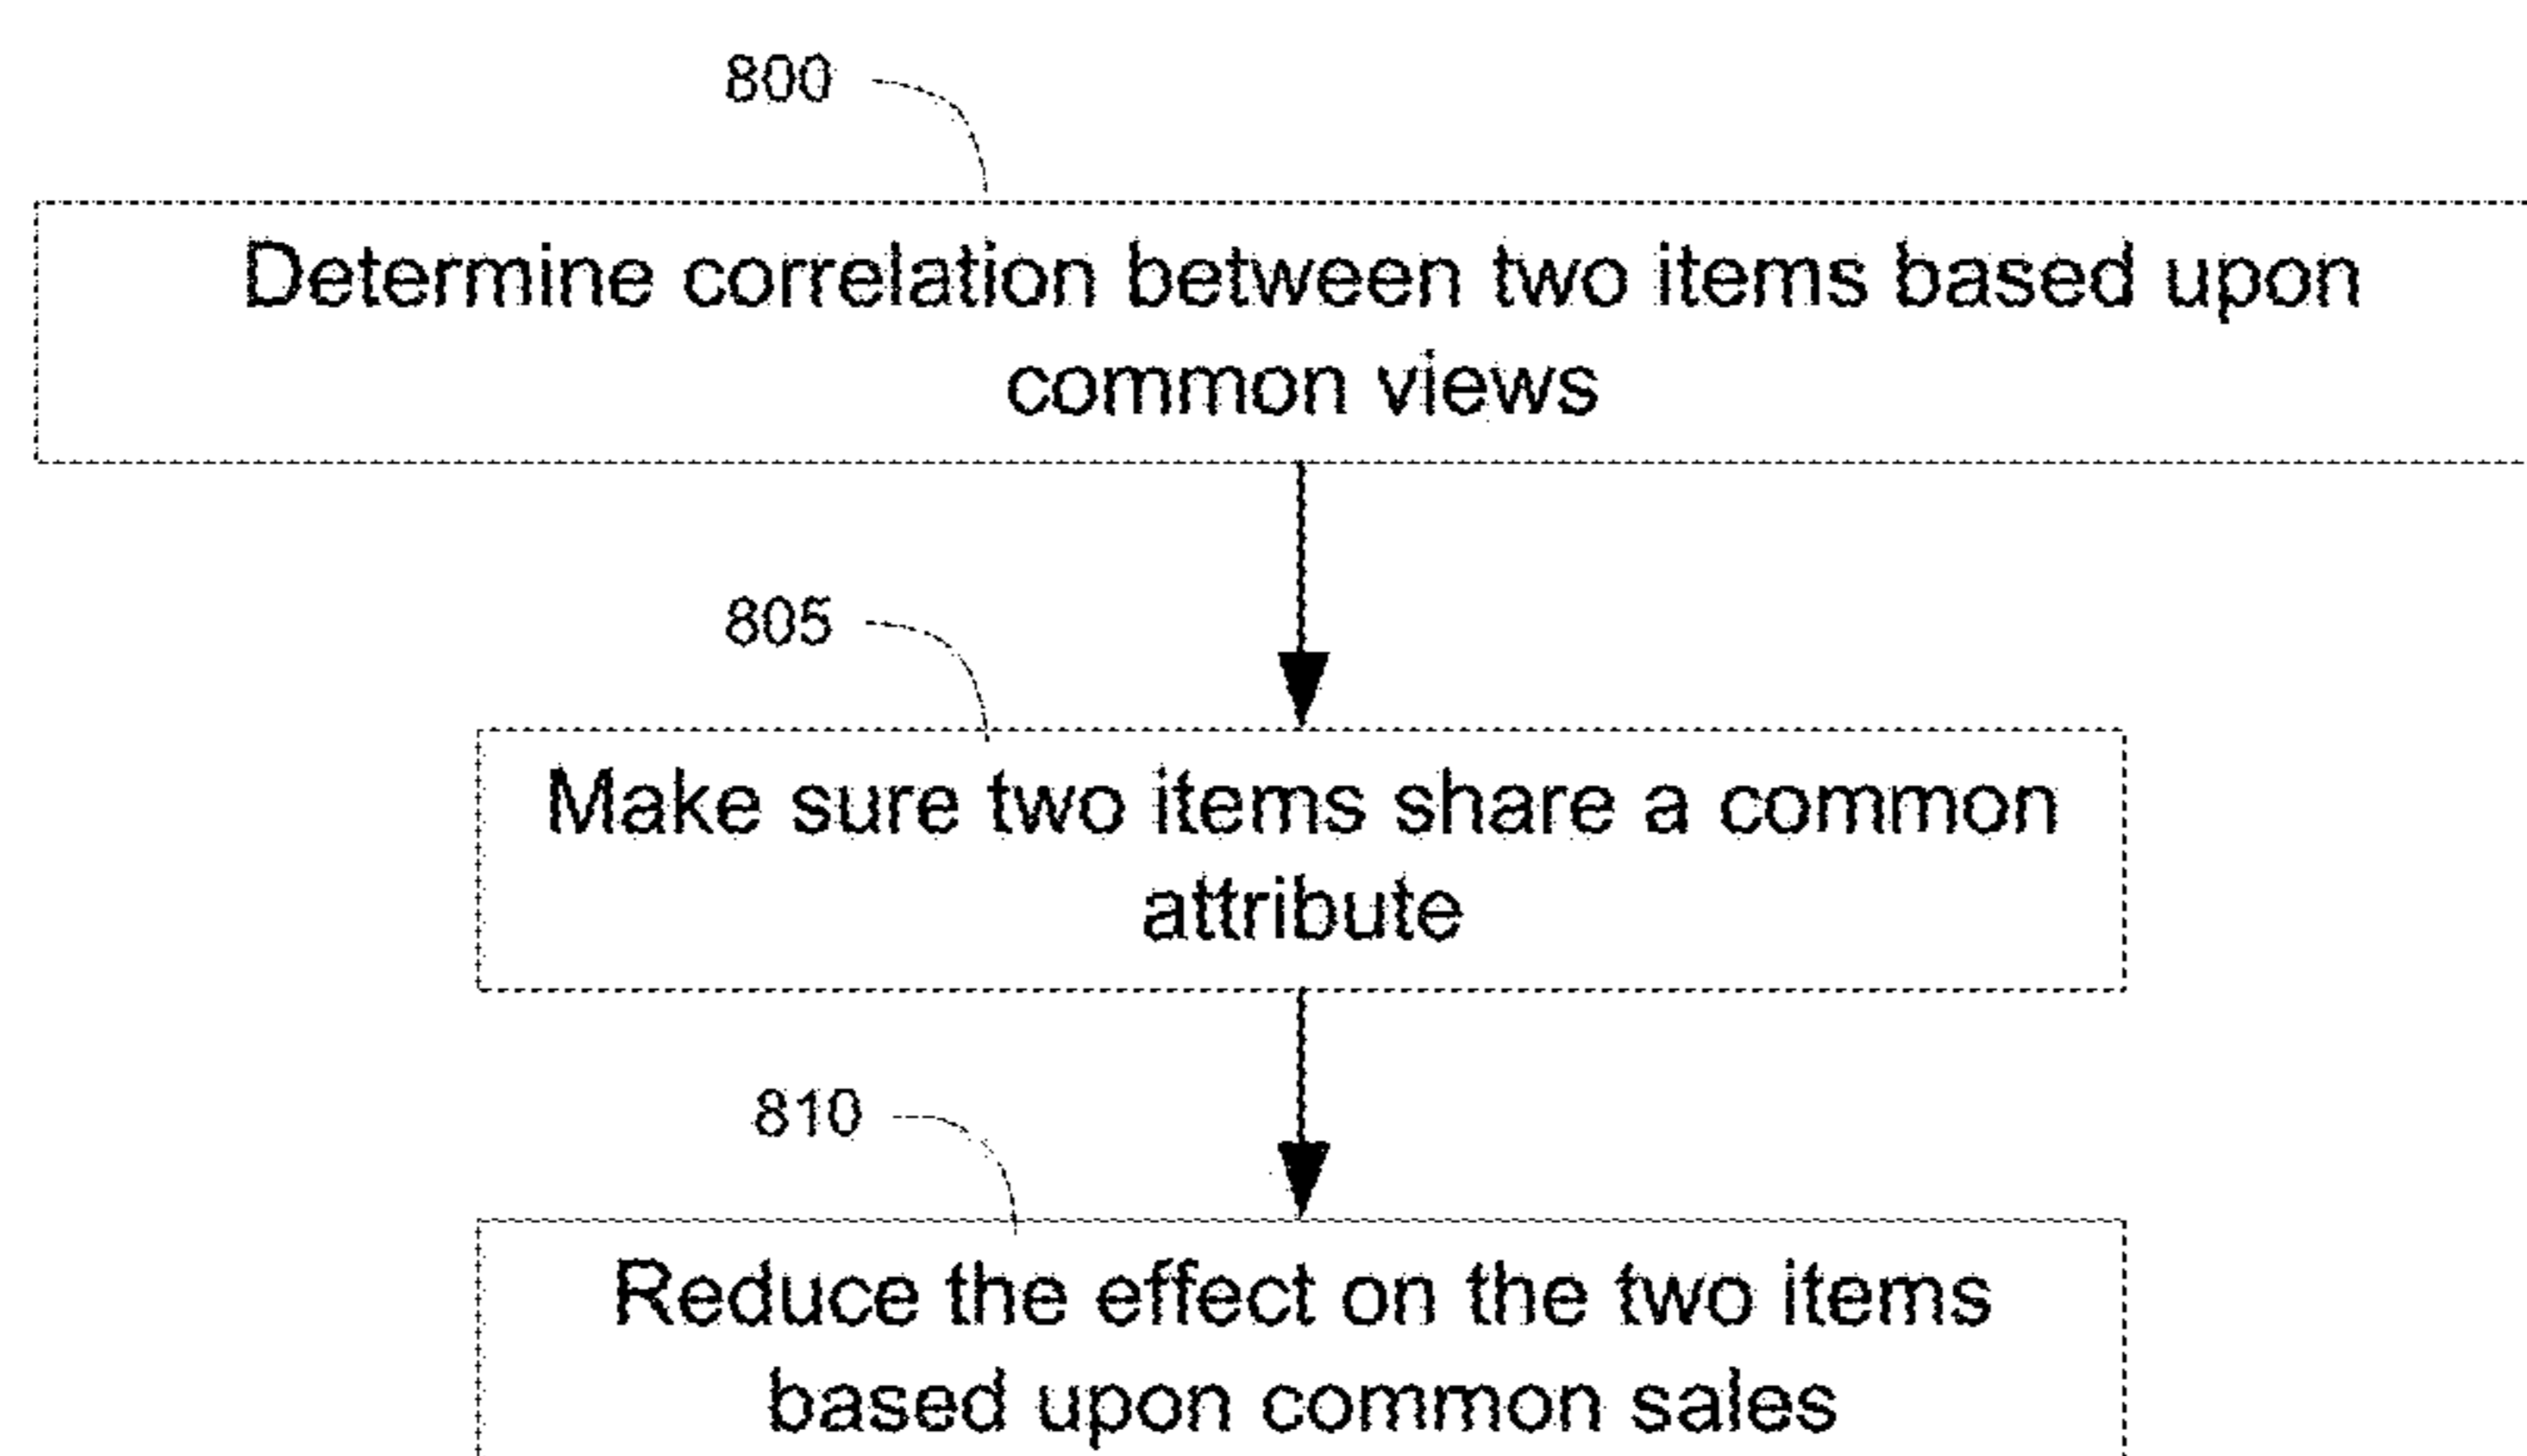 800
Determine correlation between two items based upon
common views
805
Make sure two items share a common
attribute
810
Reduce the effect on the two items
based upon common sales